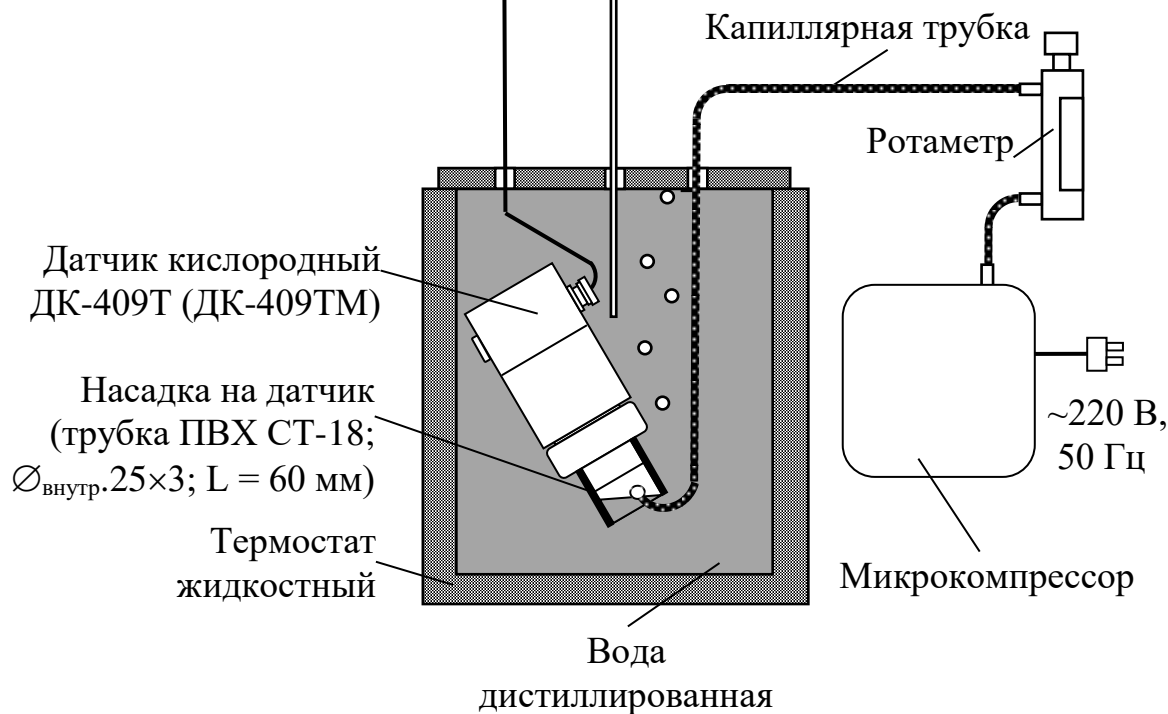 Капиллярная трубка
Ротаметр
Датчик кислородный
ДК-409Т (ДК-409ТМ)
Насадка на датчик
(трубка ПВХ СТ-18;
∅внутр.25×3; L = 60 мм)
~220 В,
50 Гц
Термостат
жидкостный
Микрокомпрессор
Вода
дистиллированная